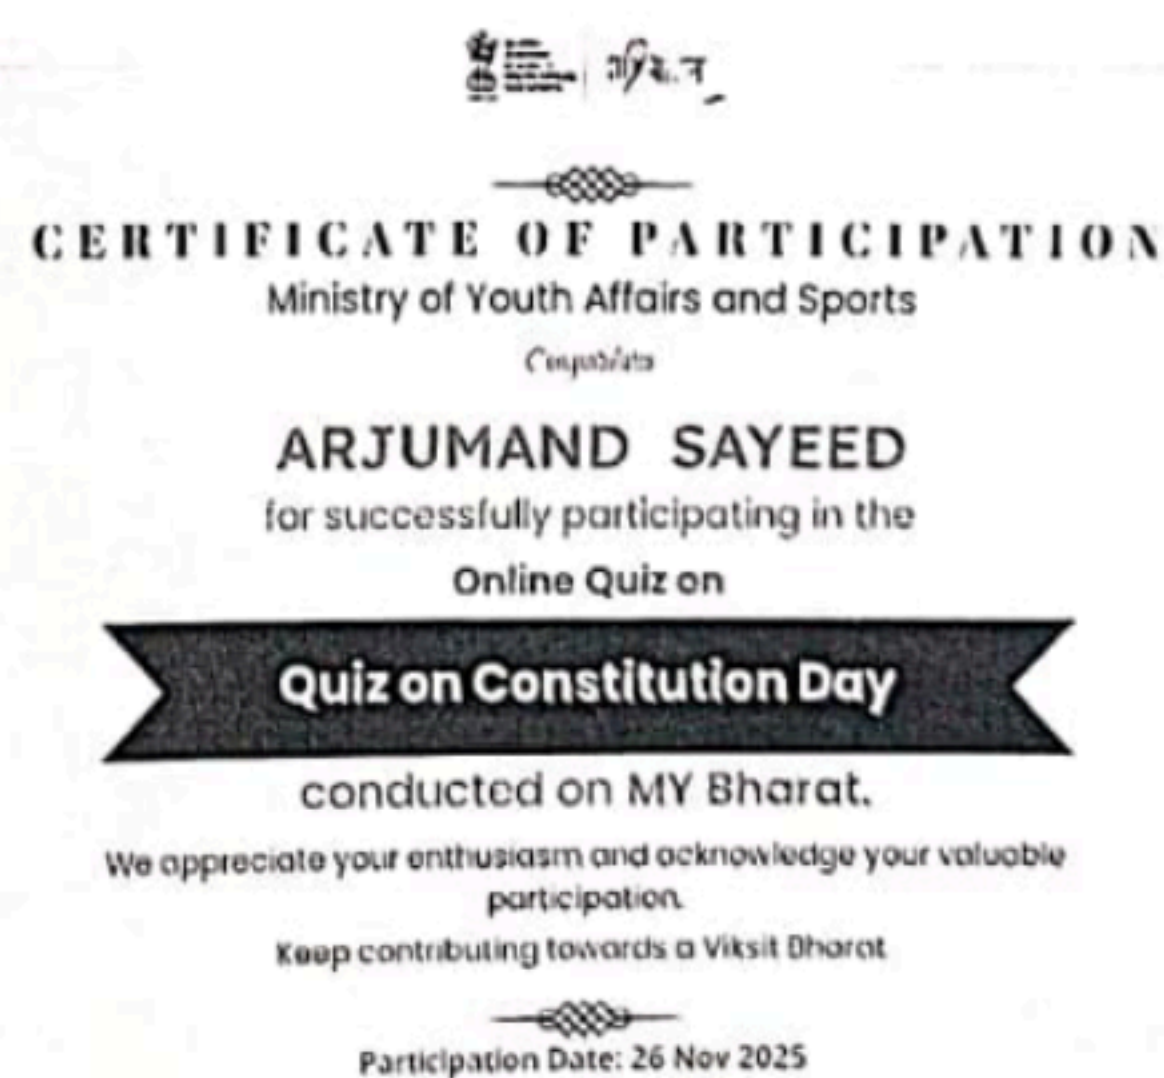 CERTIFICATE OF PARTICIPATION
Ministry of Youth Affairs and Sports
ARJUMAND SAYEED
for successfully participating in the
Online Quiz on
Quiz on Constitution Day
conducted on MY Bharat.
We appreciate your enthusiasm and acknowledge your valuable
participation.
Keep contributing towards a Viksit Bharat
Participation Date: 26 Nov 2025